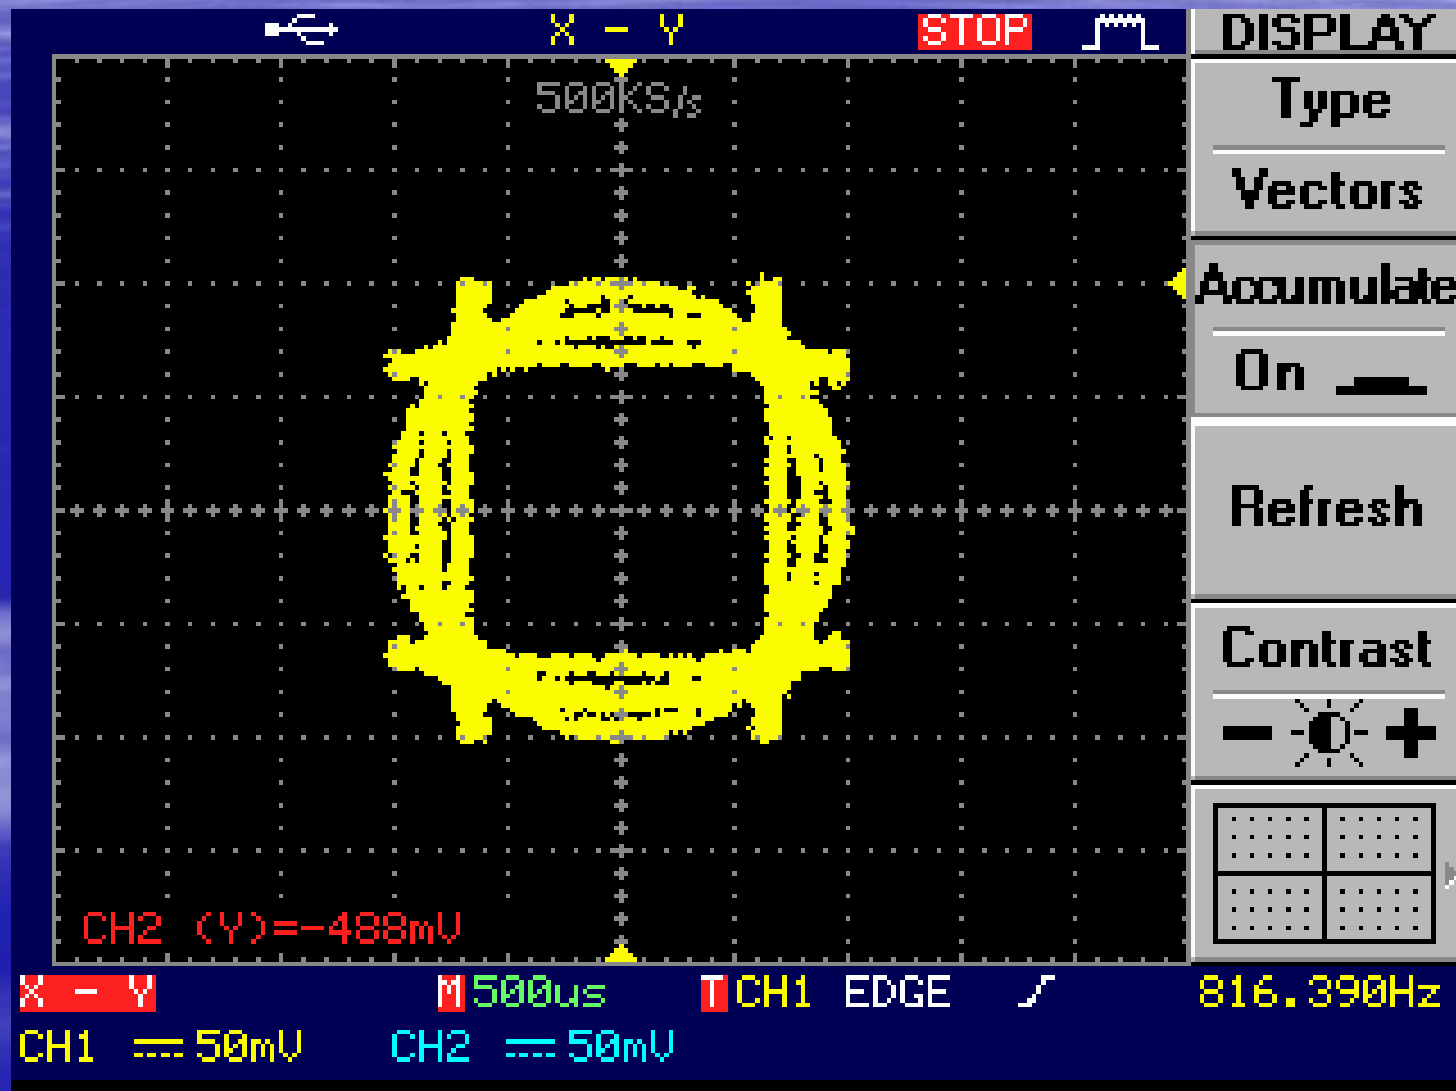 X - Y STOP DISPLAY
500KS/s
Type
Vectors
Accumulate
On
Refresh
Contrast
CH2 (Y)=-488mV
X - Y M 500us T CH1 EDGE 816.390Hz
CH1 50mV CH2 50mV